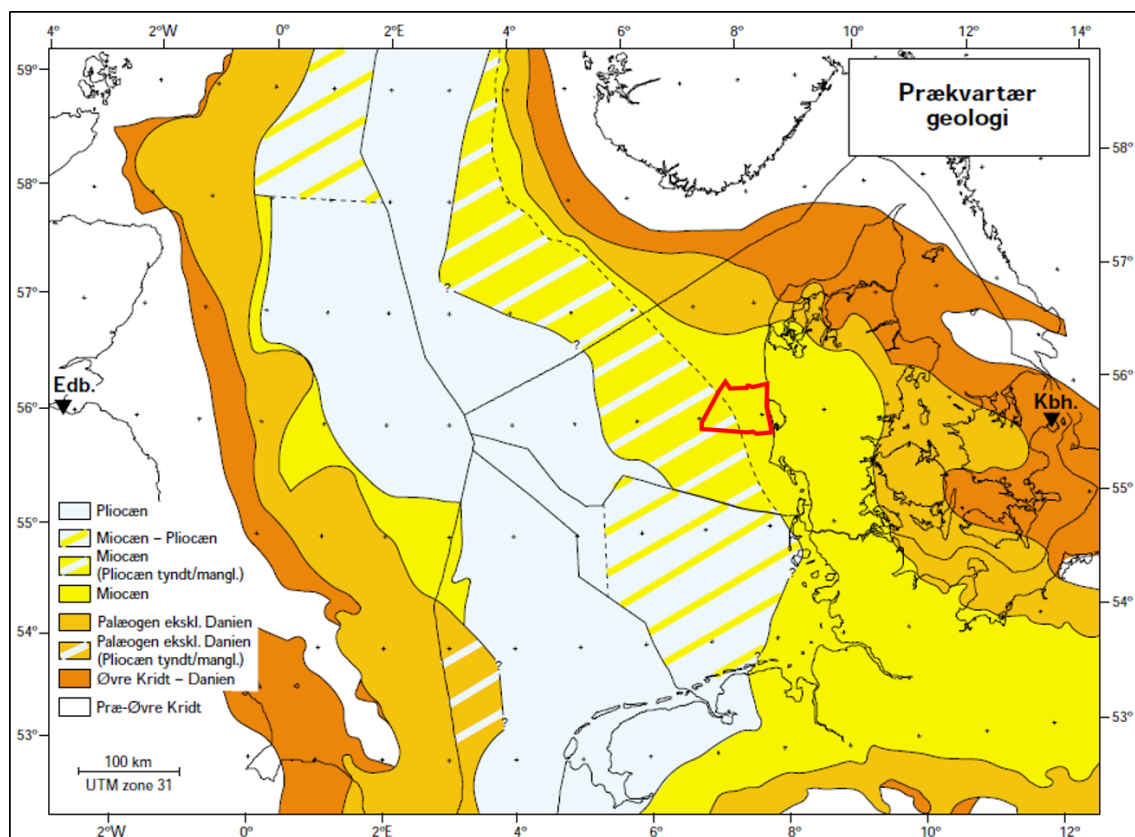 4° 2°W 0° 2°E 4° 6° 8° 10° 12° 14°
Prækvartær
geologi
59°
58°
57°
56°
55°
54°
53°
58°
57°
56°
55°
54°
53°
Edb.
Kbh.
?
?
?
?
?
?
?
Pliocæn
Miocæn – Pliocæn
Miocæn
(Pliocæn tyndt/mangl.)
Miocæn
Palæogen ekskl. Danien
Palæogen ekskl. Danien
(Pliocæn tyndt/mangl.)
Øvre Kridt – Danien
Præ-Øvre Kridt
100 km
UTM zone 31
2°W 0° 2°E 4° 6° 8° 10° 12°